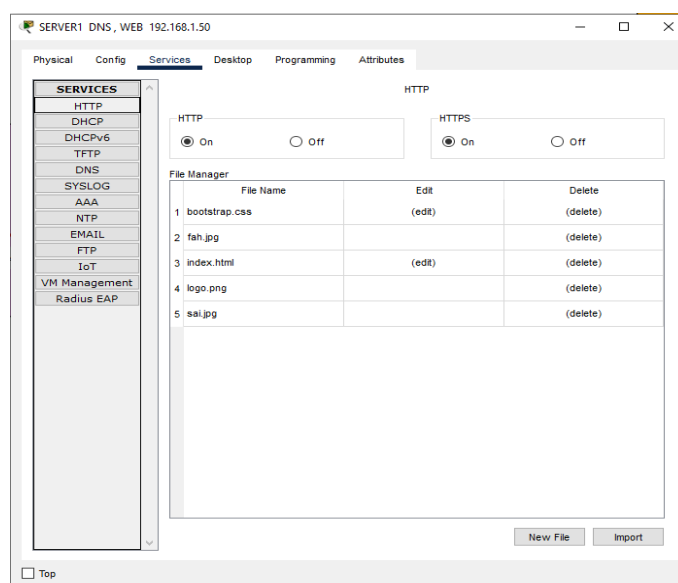 SERVER1 DNS , WEB 192.168.1.50
Physical Config Services Desktop Programming Attributes
SERVICES
HTTP
DHCP
DHCPv6
TFTP
DNS
SYSLOG
AAA
NTP
EMAIL
FTP
IoT
VM Management
Radius EAP
HTTP
HTTP HTTPS
On Off On Off
File Manager
File Name Edit Delete
1 bootstrap.css (edit) (delete)
2 fah.jpg (delete)
3 index.html (edit) (delete)
4 logo.png (delete)
5 sai.jpg (delete)
New File Import
Top